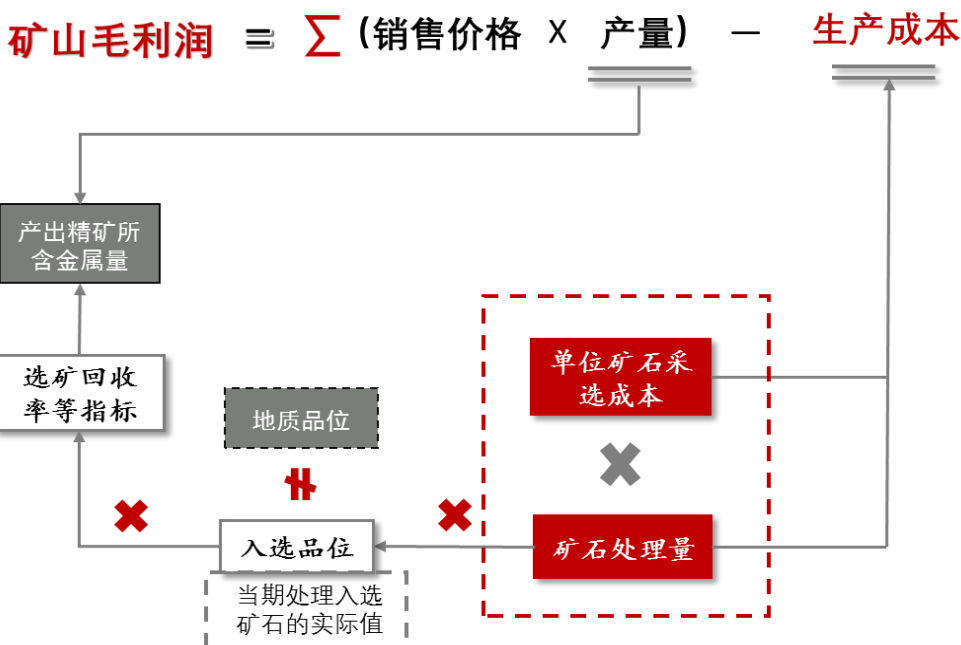 矿山毛利润 = ∑ (销售价格 X 产量) — 生产成本
产出精矿所
含金属量
选矿回收
率等指标
地质品位
单位矿石采
选成本
入选品位
矿石处理量
当期处理入选
矿石的实际值